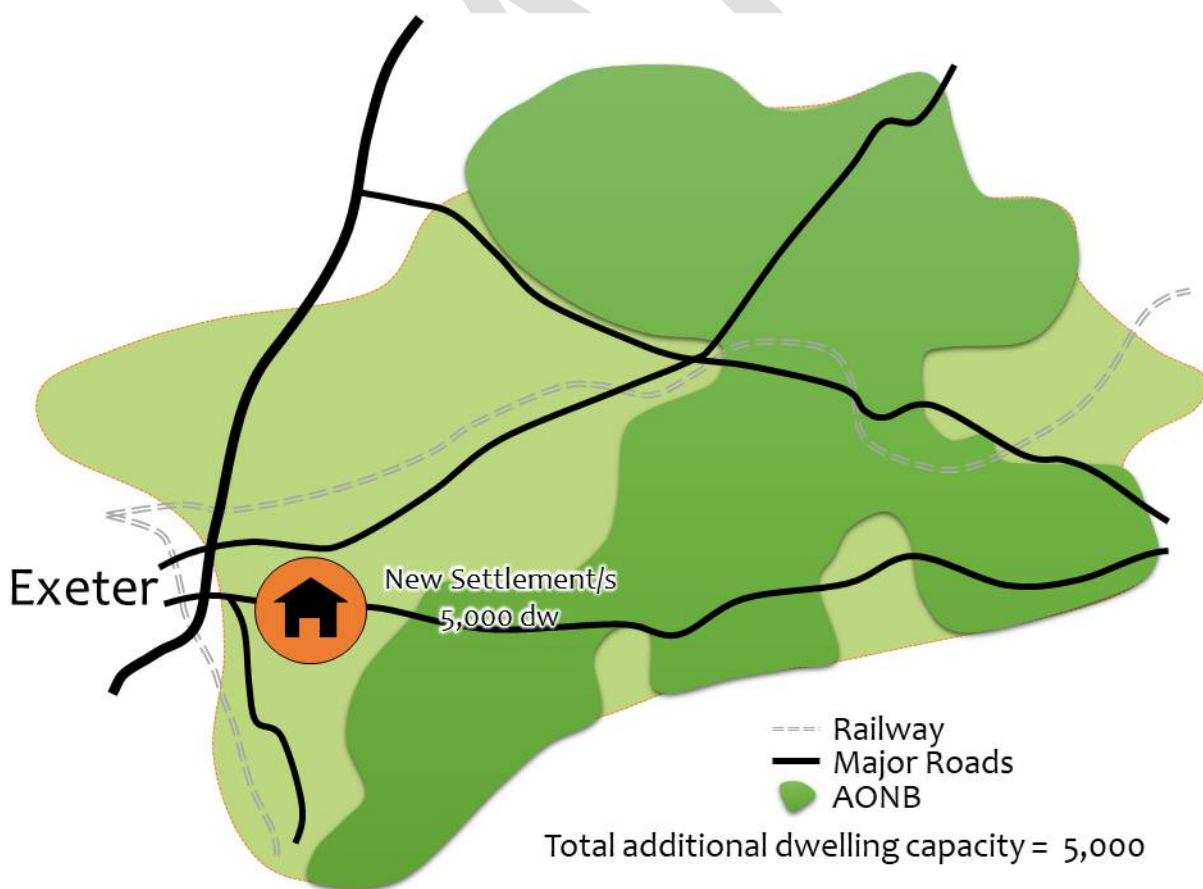 Exeter
New Settlement/s
5,000 dw
Railway
Major Roads
AONB
Total additional dwelling capacity = 5,000